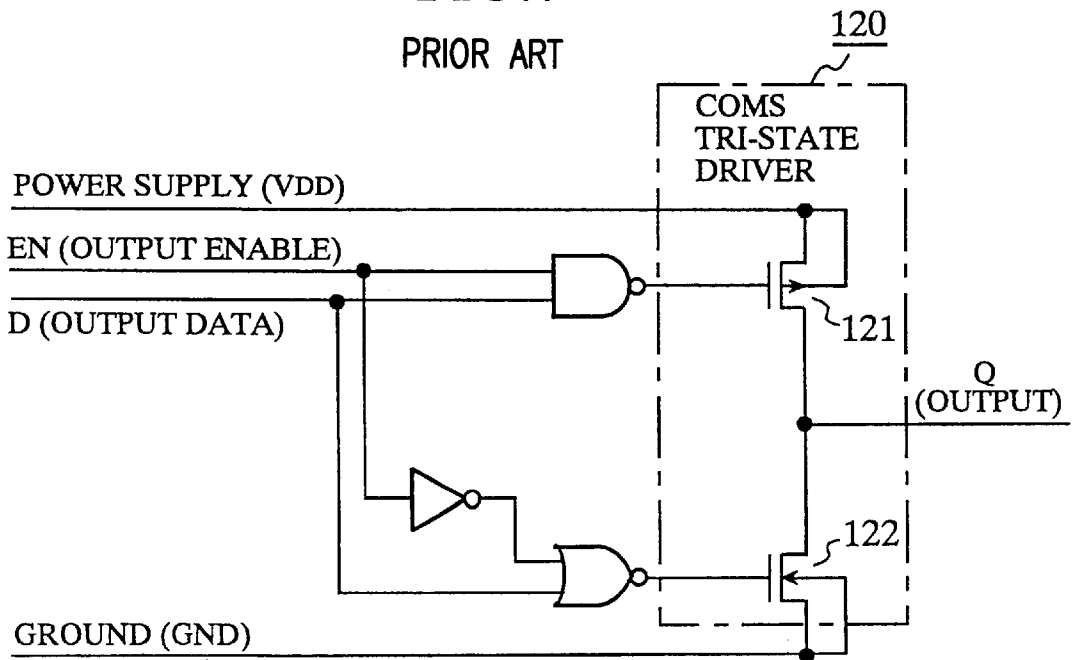 PRIOR ART
120
COMS
TRI-STATE
DRIVER
POWER SUPPLY (VDD)
EN (OUTPUT ENABLE)
D (OUTPUT DATA)
121
Q
(OUTPUT)
122
GROUND (GND)